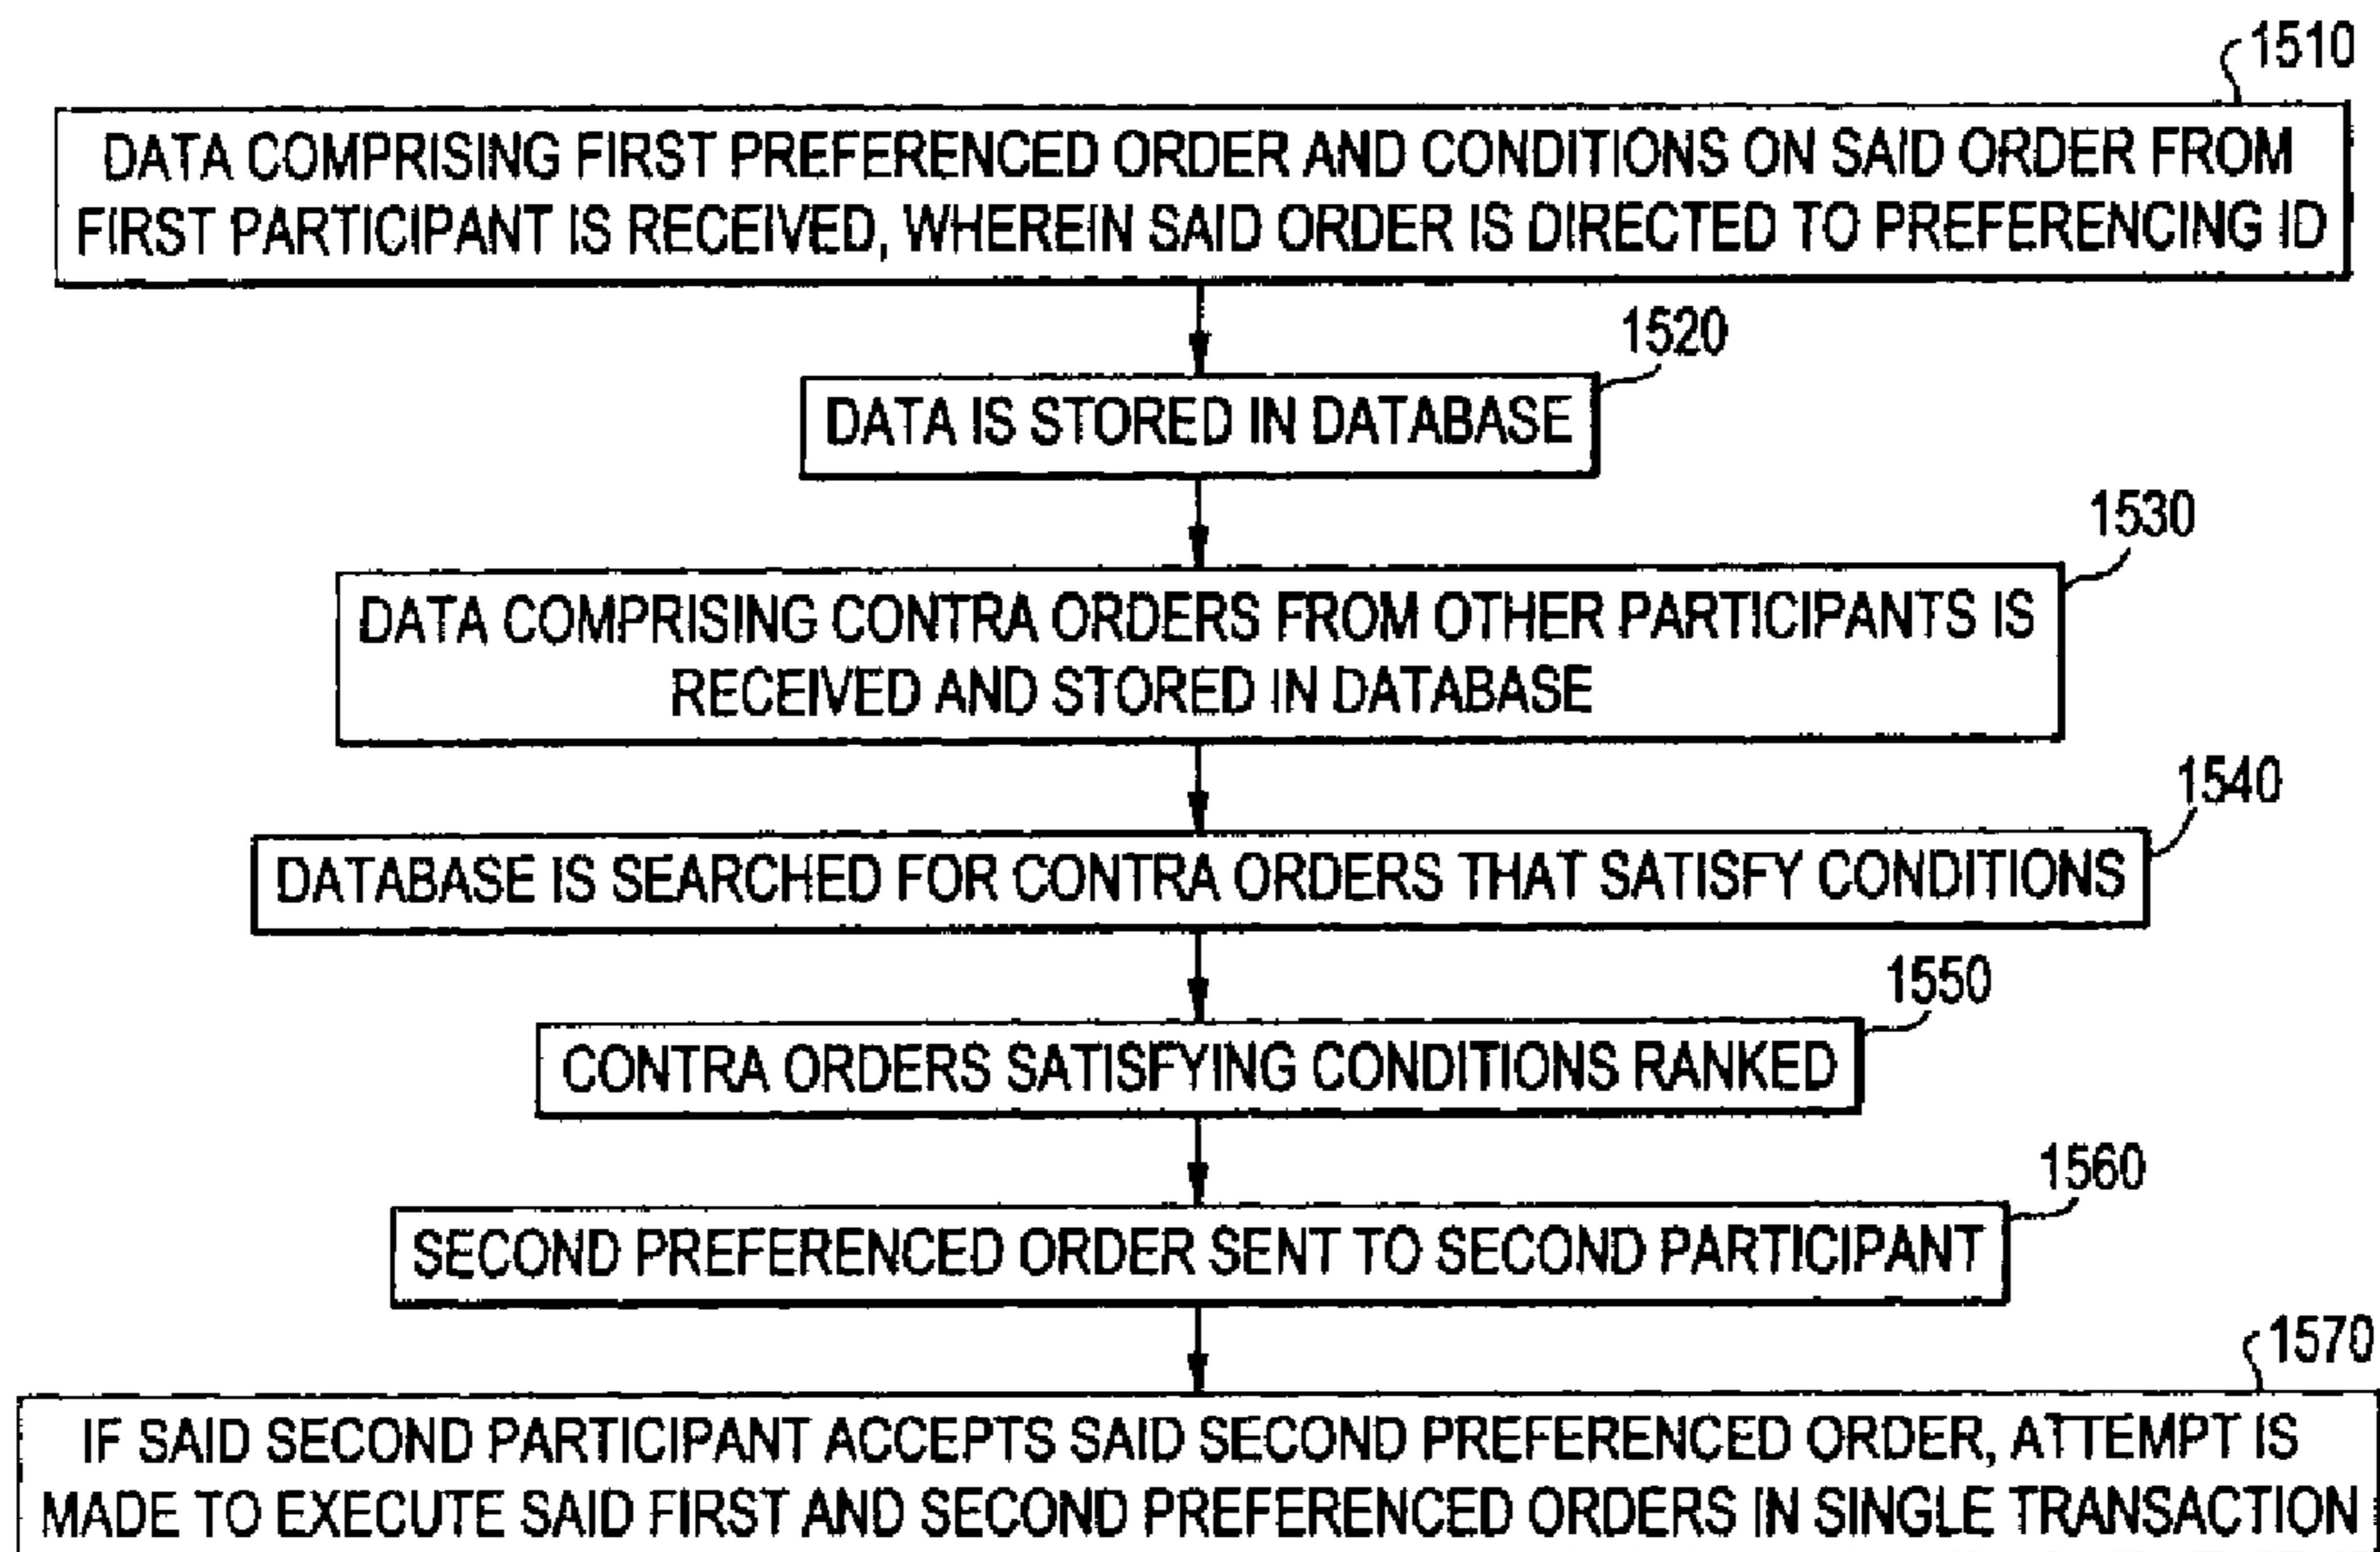 1510
DATA COMPRISING FIRST PREFERENCED ORDER AND CONDITIONS ON SAID ORDER FROM
FIRST PARTICIPANT IS RECEIVED, WHEREIN SAID ORDER IS DIRECTED TO PREFERENCING ID
1520
DATA IS STORED IN DATABASE
1530
DATA COMPRISING CONTRA ORDERS FROM OTHER PARTICIPANTS IS
RECEIVED AND STORED IN DATABASE
1540
DATABASE IS SEARCHED FOR CONTRA ORDERS THAT SATISFY CONDITIONS
1550
CONTRA ORDERS SATISFYING CONDITIONS RANKED
1560
SECOND PREFERENCED ORDER SENT TO SECOND PARTICIPANT
1570
IF SAID SECOND PARTICIPANT ACCEPTS SAID SECOND PREFERENCED ORDER, ATTEMPT IS
MADE TO EXECUTE SAID FIRST AND SECOND PREFERENCED ORDERS IN SINGLE TRANSACTION